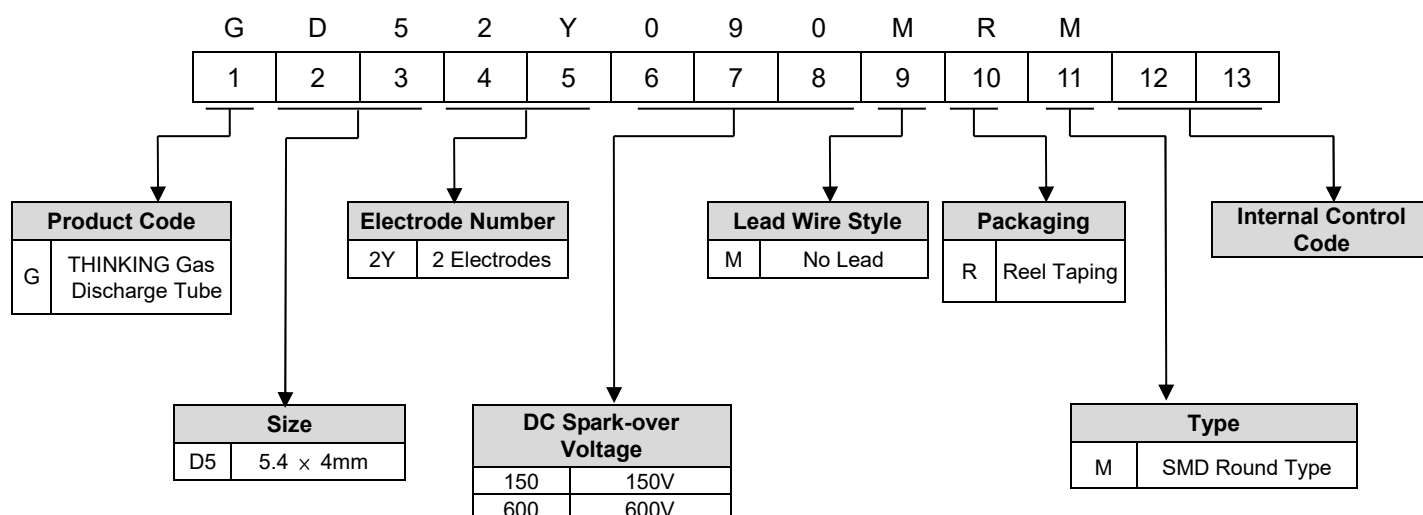 G D 5 2 Y 0 9 0 M R M
1 2 3 4 5 6 7 8 9 10 11 12 13
Product Code
G THINKING Gas
Discharge Tube
Electrode Number
2Y 2 Electrodes
Lead Wire Style
M No Lead
Packaging
R Reel Taping
Internal Control
Code
Size
D5 5.4 × 4mm
DC Spark-over
Voltage
150 150V
600 600V
Type
M SMD Round Type